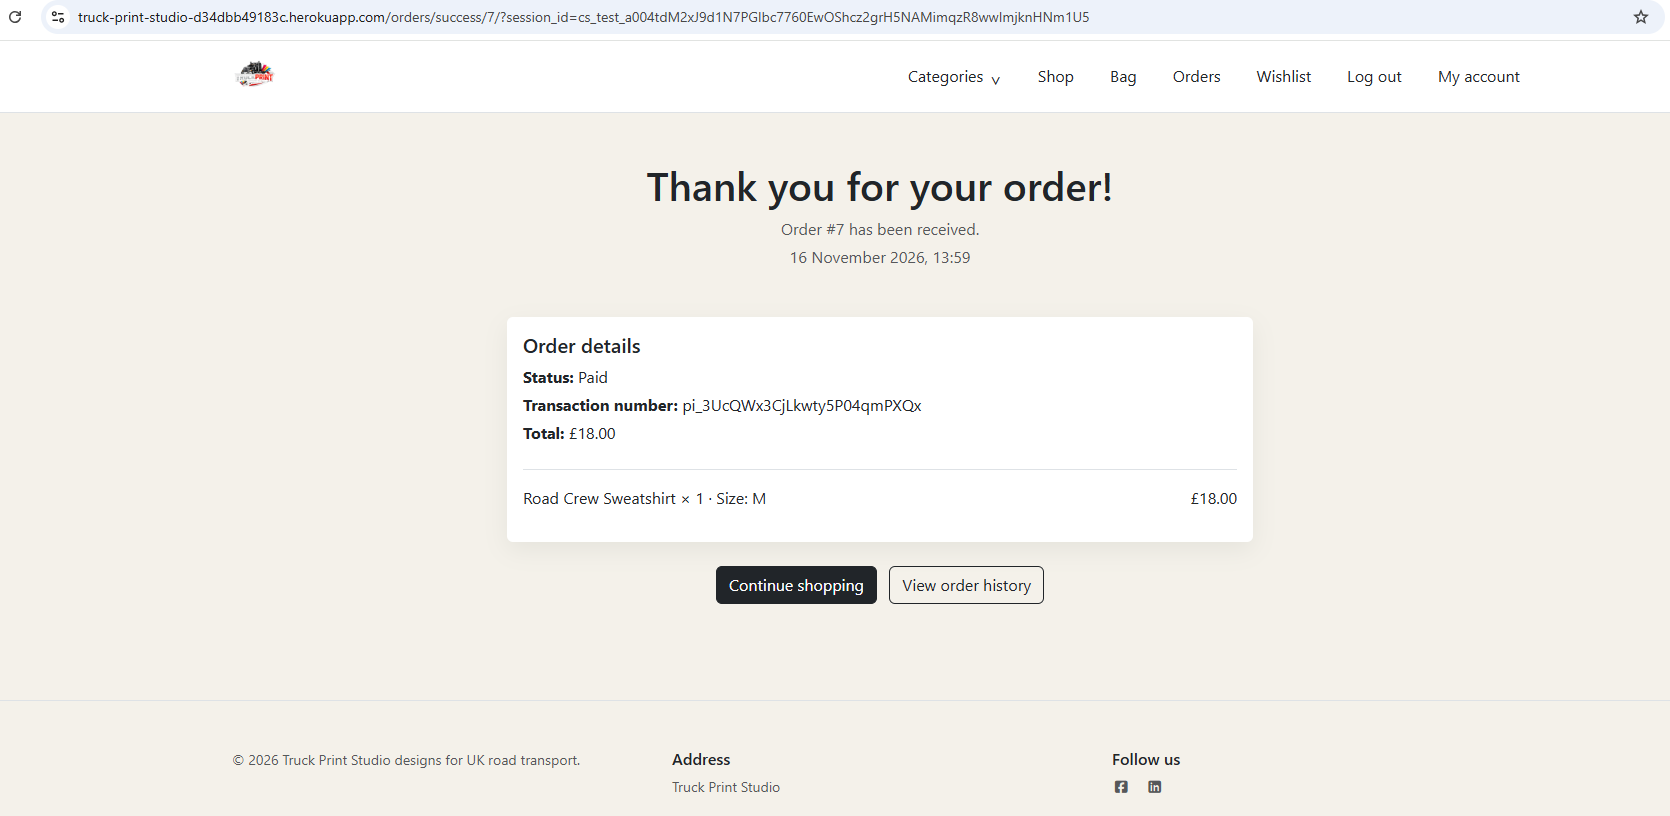 truck-print-studio-d34dbb49183c.herokuapp.com/orders/success/7/?session_id=cs_test_a004tdM2xJ9d1N7PGlbc7760EwOShcz2grH5NAMimqzR8wwlmjknHNm1U5
PRINT
Categories Shop Bag Orders Wishlist Log out My account
Thank you for your order!
Order #7 has been received.
16 November 2026, 13:59
Order details
Status: Paid
Transaction number: pi_3UcQWx3CjLkwty5P04qmPXQx
Total: £18.00
Road Crew Sweatshirt × 1 · Size: M £18.00
Continue shopping View order history
© 2026 Truck Print Studio designs for UK road transport.
Address
Truck Print Studio
Follow us